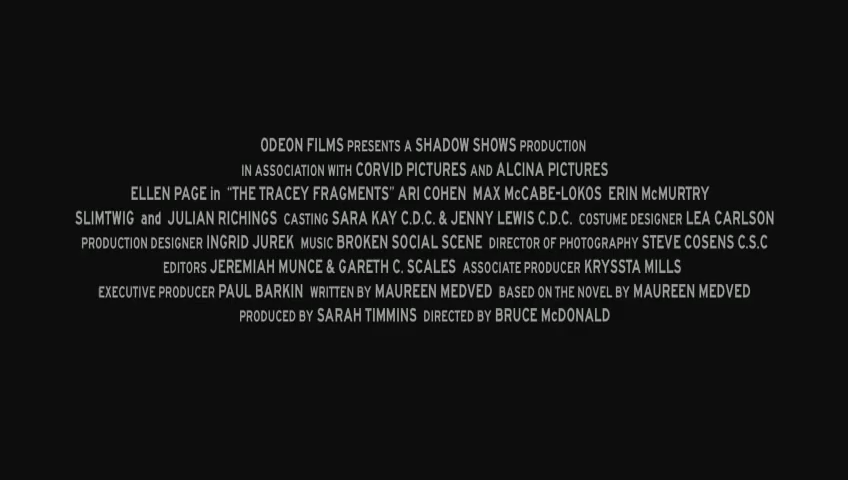 ODEON FILMS PRESENTS A SHADOW SHOWS PRODUCTION
IN ASSOCIATION WITH CORVID PICTURES AND ALCINA PICTURES
ELLEN PAGE in "THE TRACEY FRAGMENTS" ARI COHEN MAX McCABE-LOKOS ERIN McMURTRY
SLIMTWIG and JULIAN RICHINGS CASTING SARA KAY C.D.C. & JENNY LEWIS C.D.C. COSTUME DESIGNER LEA CARLSON
PRODUCTION DESIGNER INGRID JUREK MUSIC BROKEN SOCIAL SCENE DIRECTOR OF PHOTOGRAPHY STEVE COSENS C.S.C
EDITORS JEREMIAH MUNCE & GARETH C. SCALES ASSOCIATE PRODUCER KRYSSTA MILLS
EXECUTIVE PRODUCER PAUL BARKIN WRITTEN BY MAUREEN MEDVED BASED ON THE NOVEL BY MAUREEN MEDVED
PRODUCED BY SARAH TIMMINS DIRECTED BY BRUCE McDONALD